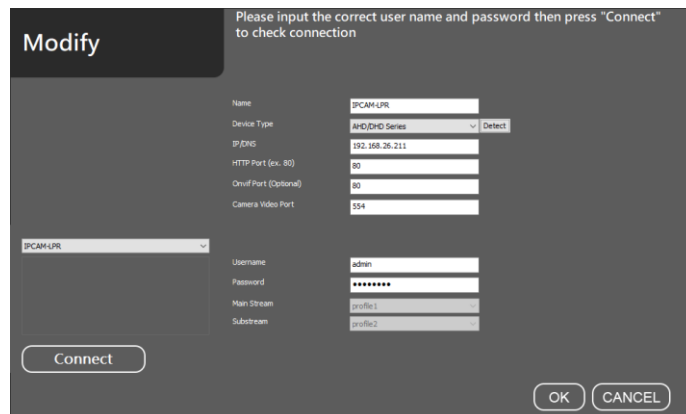 Modify
Please input the correct user name and password then press "Connect"
to check connection
Name IPCAM-LPR
Device Type AHD/DHD Series Detect
IP/DNS 192.168.26.211
HTTP Port (ex. 80) 80
Onvif Port (Optional) 80
Camera Video Port 554
IPCAM-LPR
Username admin
Password ●●●●●●●●
Main Stream profile1
Substream profile2
Connect
OK CANCEL